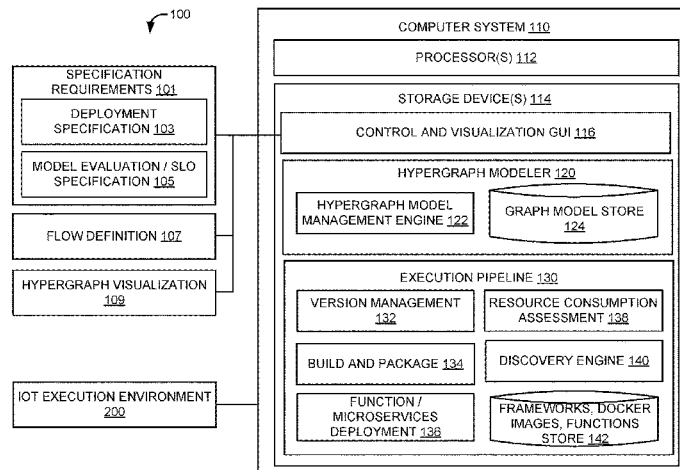 100
SPECIFICATION
REQUIREMENTS 101
DEPLOYMENT
SPECIFICATION 103
MODEL EVALUATION / SLO
SPECIFICATION 105
FLOW DEFINITION 107
HYPERGRAPH VISUALIZATION
109
IOT EXECUTION ENVIRONMENT
200
COMPUTER SYSTEM 110
PROCESSOR(S) 112
STORAGE DEVICE(S) 114
CONTROL AND VISUALIZATION GUI 116
HYPERGRAPH MODELER 120
HYPERGRAPH MODEL
MANAGEMENT ENGINE 122
GRAPH MODEL STORE
124
EXECUTION PIPELINE 130
VERSION MANAGEMENT
132
RESOURCE CONSUMPTION
ASSESSMENT 138
BUILD AND PACKAGE 134
DISCOVERY ENGINE 140
FUNCTION /
MICROSERVICES
DEPLOYMENT 136
FRAMEWORKS, DOCKER
IMAGES, FUNCTIONS
STORE 142